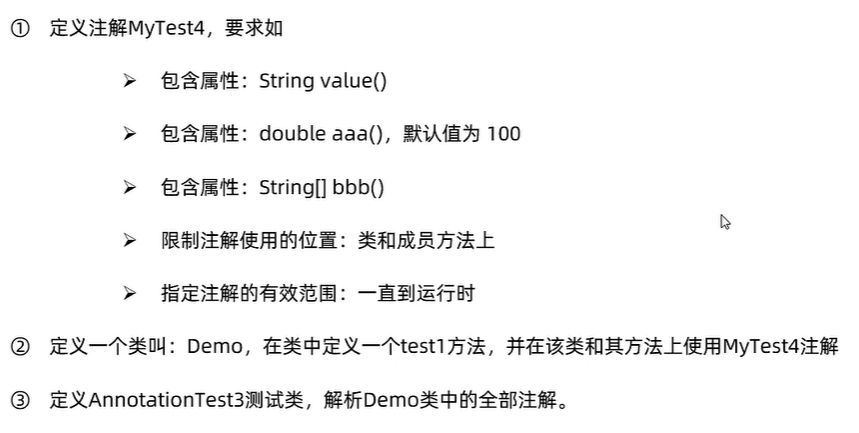 ① 定义注解MyTest4，要求如
➢ 包含属性：String value()
➢ 包含属性：double aaa()，默认值为 100
➢ 包含属性：String[] bbb()
➢ 限制注解使用的位置：类和成员方法上
➢ 指定注解的有效范围：一直到运行时
② 定义一个类叫：Demo，在类中定义一个test1方法，并在该类和其方法上使用MyTest4注解
③ 定义AnnotationTest3测试类，解析Demo类中的全部注解。